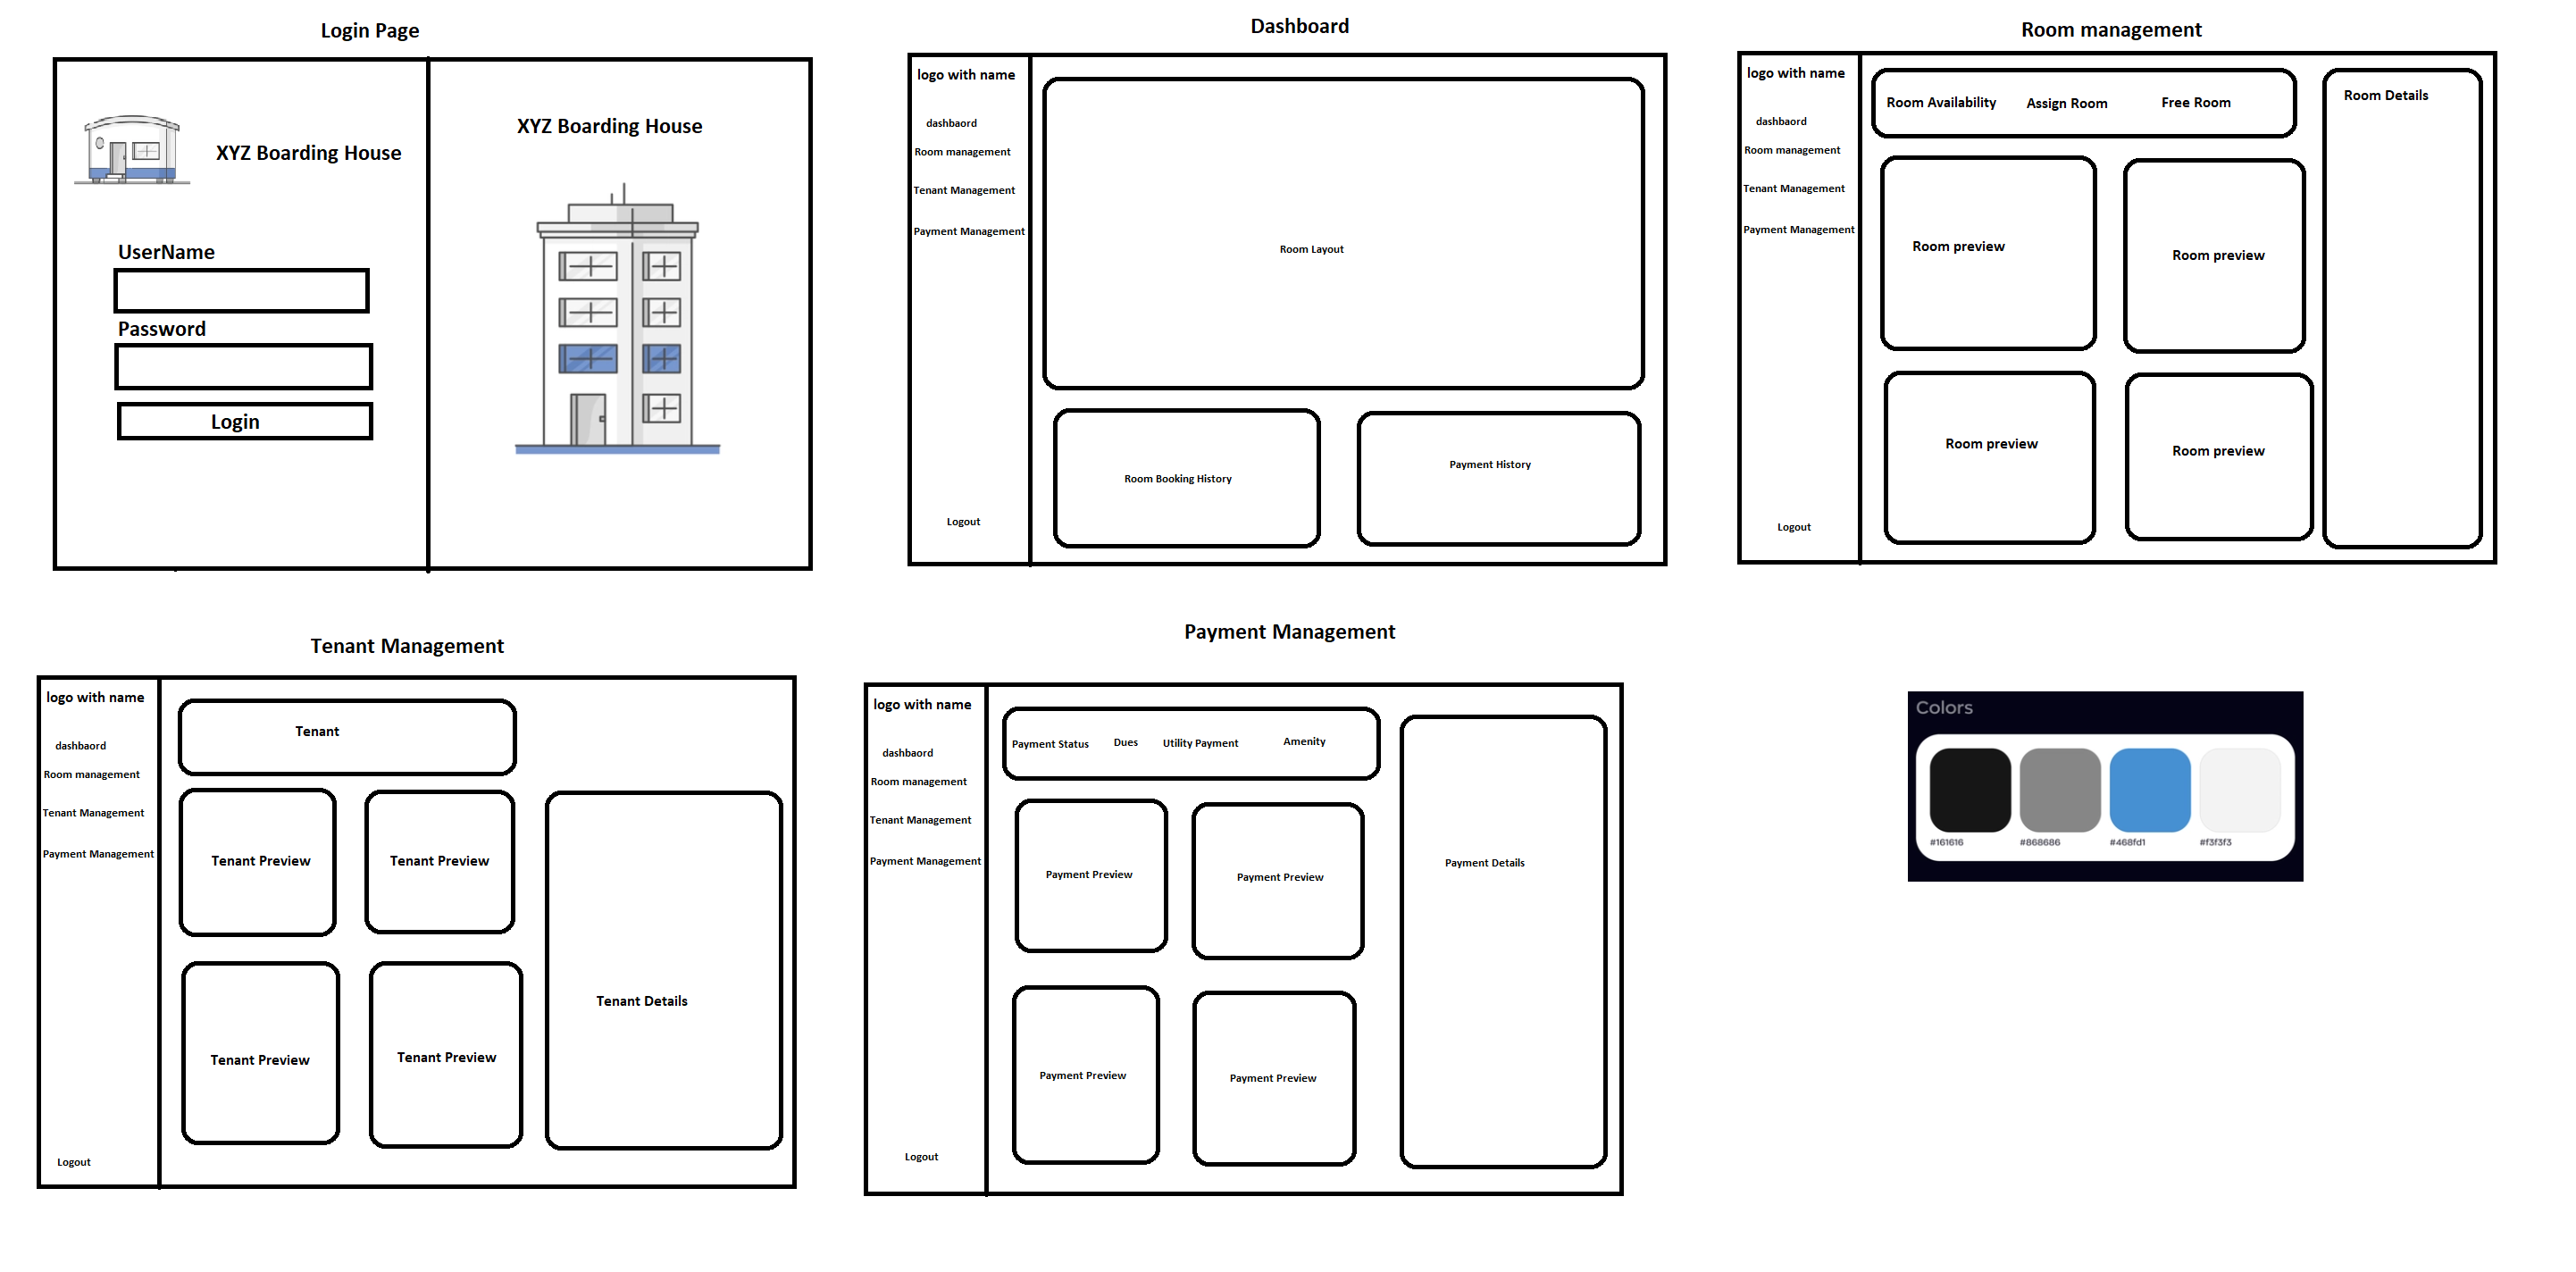 Login Page
XYZ Boarding House
UserName
Password
Login
XYZ Boarding House
Dashboard
logo with name
dashbaord
Room management
Tenant Management
Payment Management
Logout
Room Layout
Room Booking History
Payment History
Room management
logo with name
dashbaord
Room management
Tenant Management
Payment Management
Logout
Room Availability Assign Room Free Room
Room preview
Room preview
Room preview
Room preview
Room Details
Tenant Management
logo with name
dashbaord
Room management
Tenant Management
Payment Management
Logout
Tenant
Tenant Preview
Tenant Preview
Tenant Preview
Tenant Preview
Tenant Details
Payment Management
logo with name
dashbaord
Room management
Tenant Management
Payment Management
Logout
Payment Status Dues Utility Payment Amenity
Payment Preview
Payment Preview
Payment Preview
Payment Preview
Payment Details
Colors
#161616 #868686 #468fd1 #f3f3f3